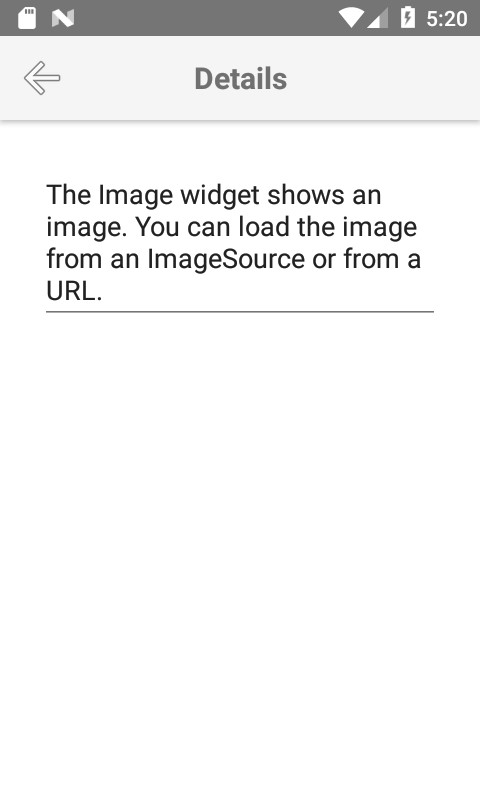 5:20
Details
The Image widget shows an
image. You can load the image
from an ImageSource or from a
URL.